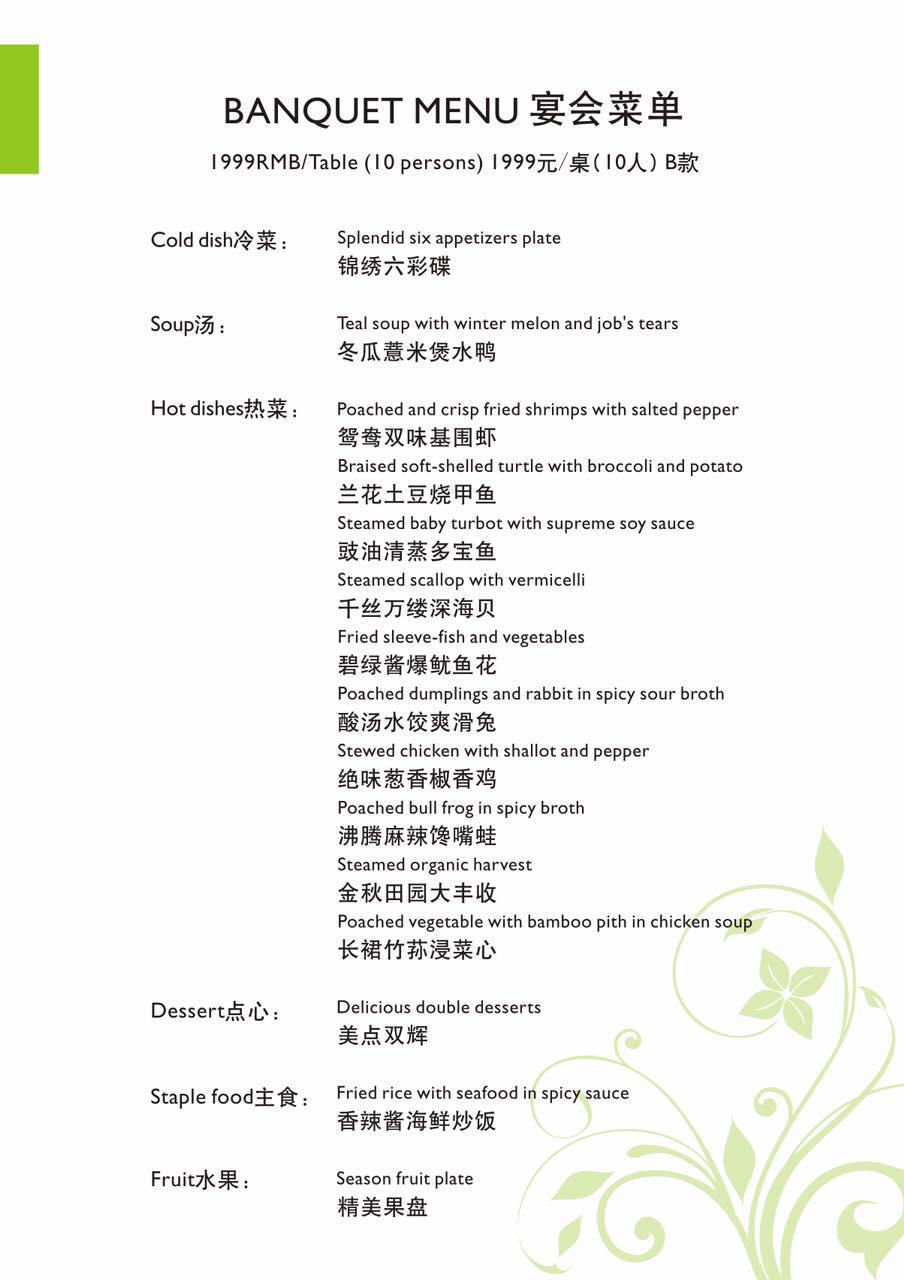 BANQUET MENU 宴会菜单
1999RMB/Table (10 persons) 1999元/桌(10人) B款
Cold dish冷菜：
Splendid six appetizers plate
锦绣六彩碟
Soup汤：
Teal soup with winter melon and job's tears
冬瓜薏米煲水鸭
Hot dishes热菜：
Poached and crisp fried shrimps with salted pepper
鸳鸯双味基围虾
Braised soft-shelled turtle with broccoli and potato
兰花土豆烧甲鱼
Steamed baby turbot with supreme soy sauce
豉油清蒸多宝鱼
Steamed scallop with vermicelli
千丝万缕深海贝
Fried sleeve-fish and vegetables
碧绿酱爆鱿鱼花
Poached dumplings and rabbit in spicy sour broth
酸汤水饺爽滑兔
Stewed chicken with shallot and pepper
绝味葱香椒香鸡
Poached bull frog in spicy broth
沸腾麻辣馋嘴蛙
Steamed organic harvest
金秋田园大丰收
Poached vegetable with bamboo pith in chicken soup
长裙竹荪浸菜心
Dessert点心：
Delicious double desserts
美点双辉
Staple food主食：
Fried rice with seafood in spicy sauce
香辣酱海鲜炒饭
Fruit水果：
Season fruit plate
精美果盘